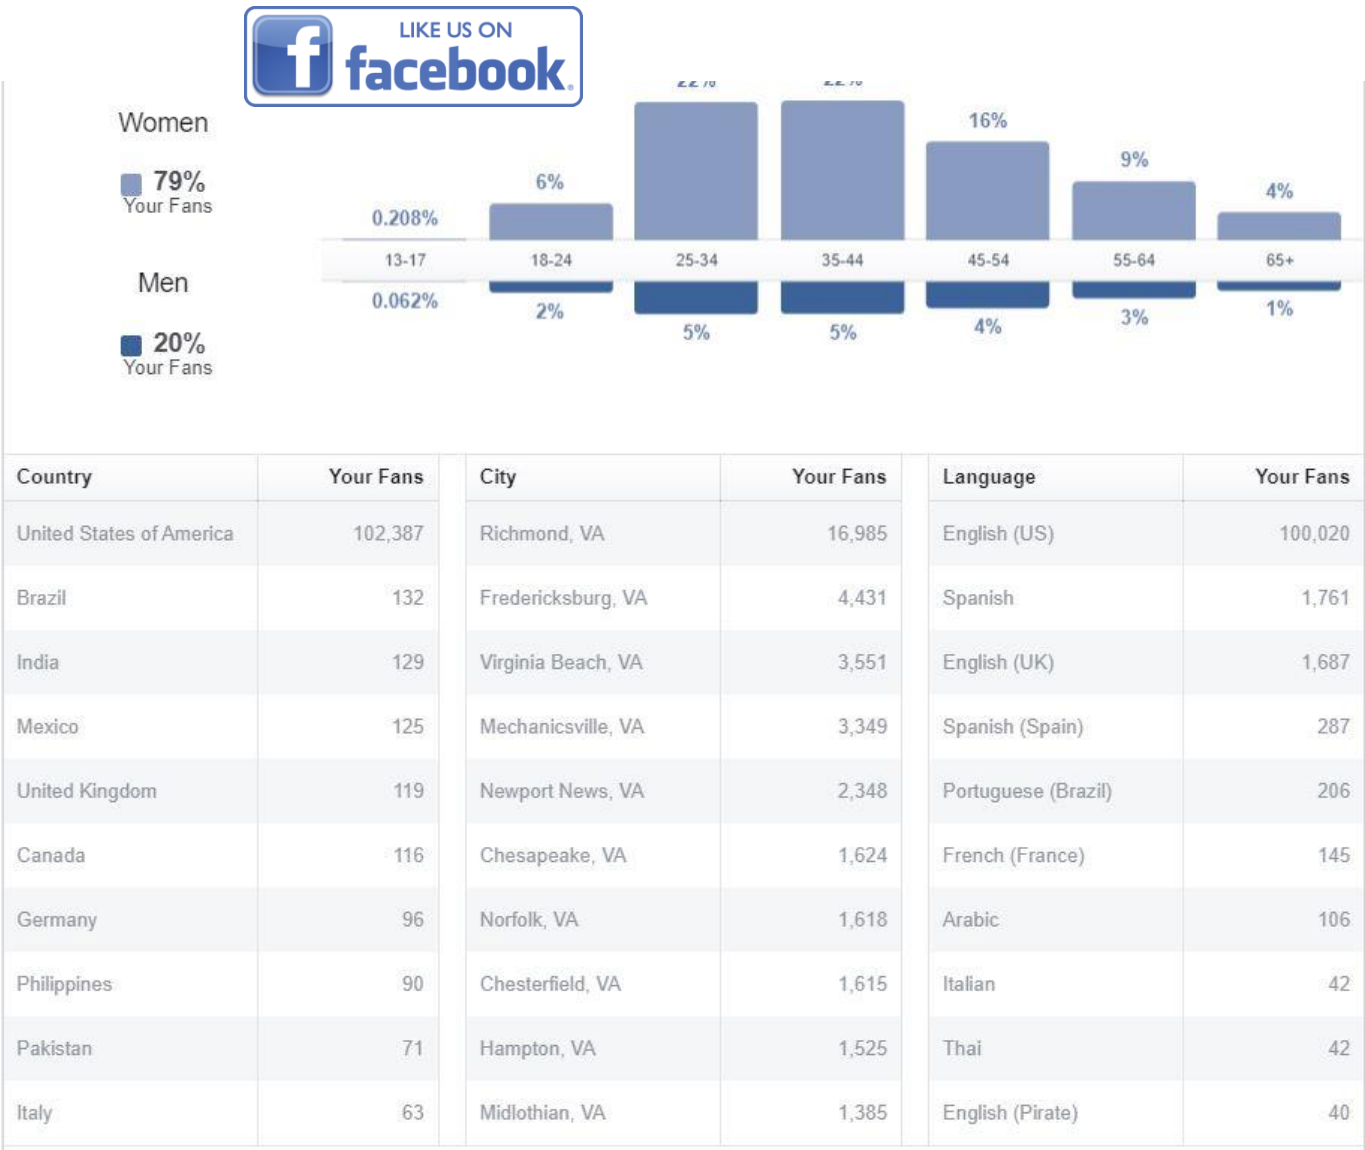 LIKE US ON
facebook.
Women
79%
Your Fans
Men
20%
Your Fans
22% 22%
16%
9%
6%
4%
0.208%
13-17 18-24 25-34 35-44 45-54 55-64 65+
0.062%
2%
5%
5%
4%
3%
1%
Country Your Fans City Your Fans Language Your Fans
United States of America 102,387 Richmond, VA 16,985 English (US) 100,020
Brazil 132 Fredericksburg, VA 4,431 Spanish 1,761
India 129 Virginia Beach, VA 3,551 English (UK) 1,687
Mexico 125 Mechanicsville, VA 3,349 Spanish (Spain) 287
United Kingdom 119 Newport News, VA 2,348 Portuguese (Brazil) 206
Canada 116 Chesapeake, VA 1,624 French (France) 145
Germany 96 Norfolk, VA 1,618 Arabic 106
Philippines 90 Chesterfield, VA 1,615 Italian 42
Pakistan 71 Hampton, VA 1,525 Thai 42
Italy 63 Midlothian, VA 1,385 English (Pirate) 40